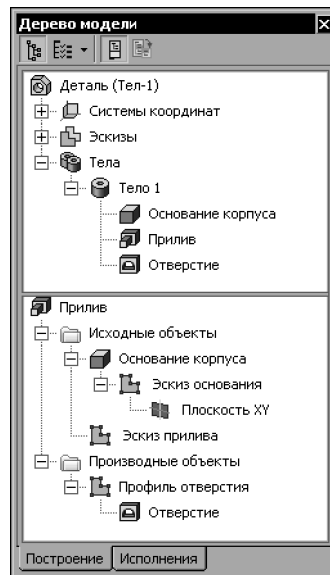 Дерево модели
Деталь (Тел-1)
Системы координат
Эскизы
Тела
Тело 1
Основание корпуса
Прилив
Отверстие
Прилив
Исходные объекты
Основание корпуса
Эскиз основания
Плоскость XY
Эскиз прилива
Производные объекты
Профиль отверстия
Отверстие
Построение Исполнения